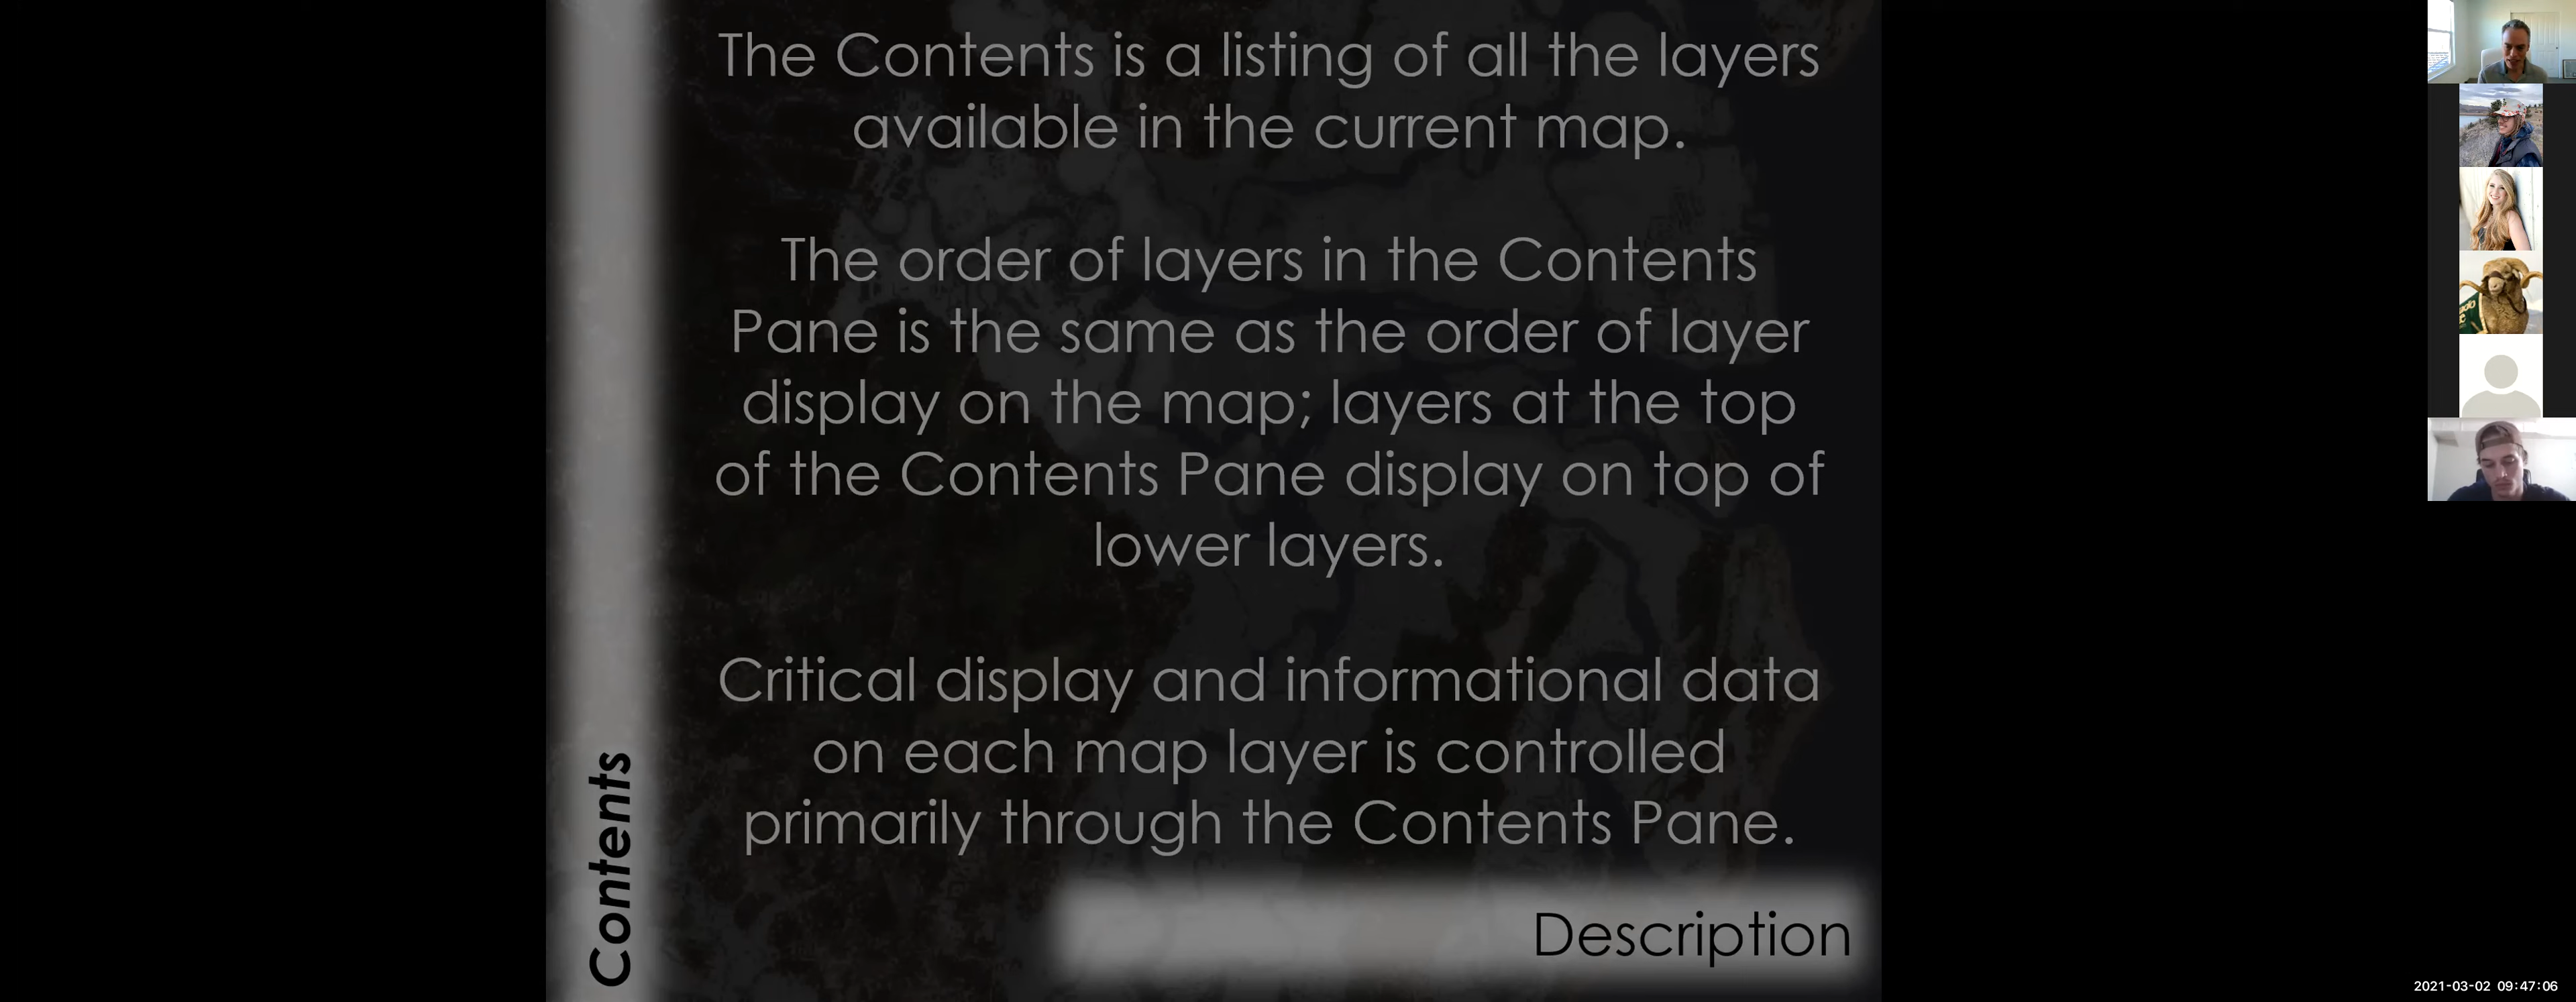 The Contents is a listing of all the layers
available in the current map.
The order of layers in the Contents
Pane is the same as the order of layer
display on the map; layers at the top
of the Contents Pane display on top of
lower layers.
Critical display and informational data
on each map layer is controlled
primarily through the Contents Pane.
Contents
Description
2021-03-02 09:47:06